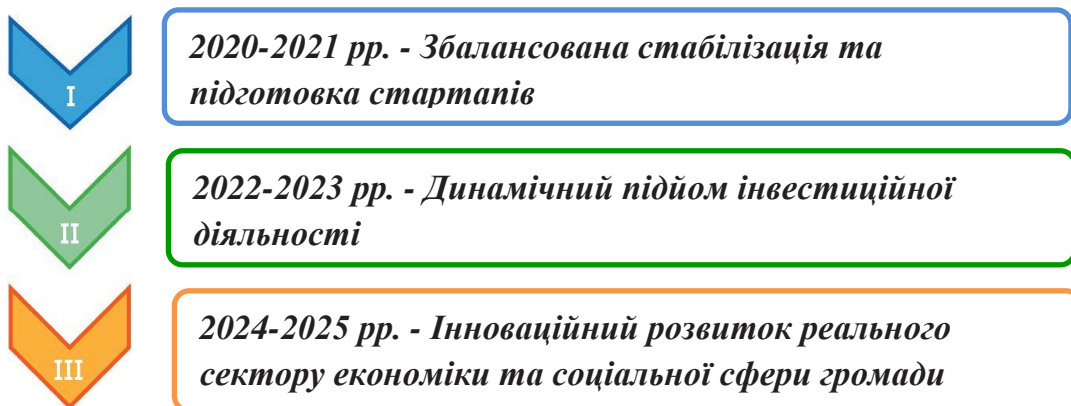 I
2020-2021 рр. - Збалансована стабілізація та
підготовка стартапів
II
2022-2023 рр. - Динамічний підйом інвестиційної
діяльності
III
2024-2025 рр. - Інноваційний розвиток реального
сектору економіки та соціальної сфери громади